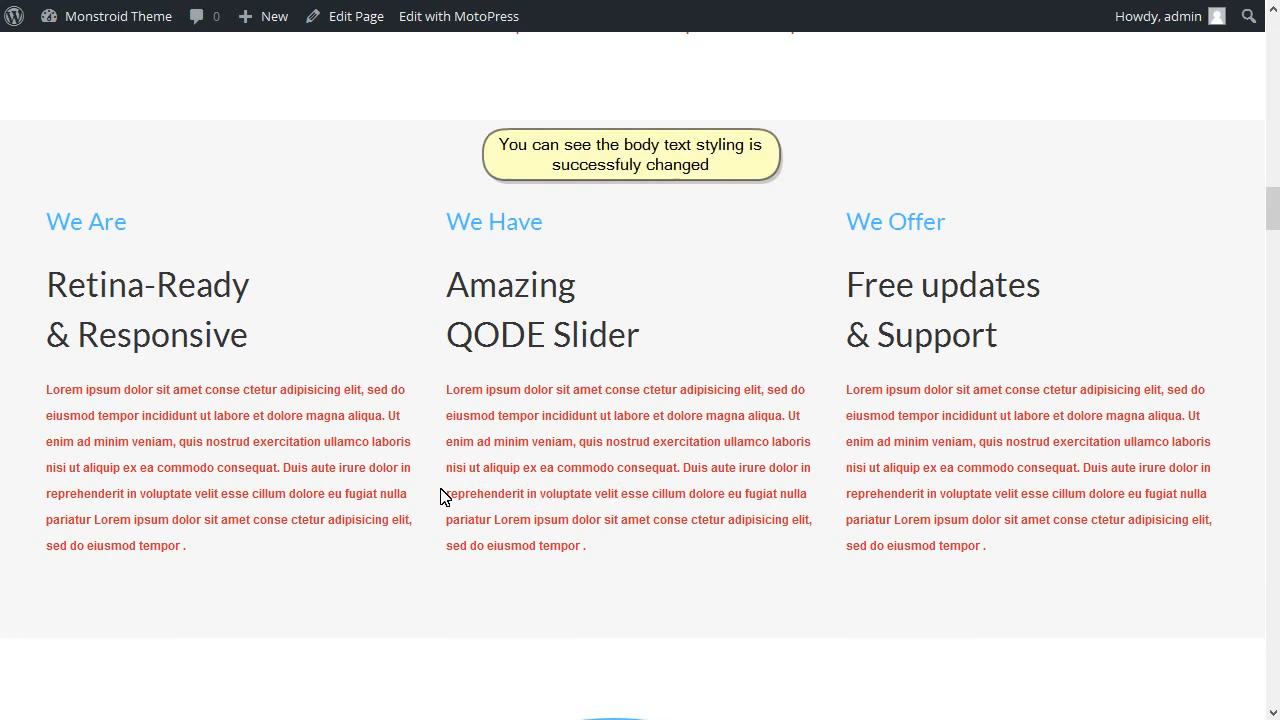 Monstroid Theme 0 New Edit Page Edit with MotoPress Howdy, admin
You can see the body text styling is
successfuly changed
We Are
Retina-Ready
& Responsive
Lorem ipsum dolor sit amet conse ctetur adipisicing elit, sed do
eiusmod tempor incididunt ut labore et dolore magna aliqua. Ut
enim ad minim veniam, quis nostrud exercitation ullamco laboris
nisi ut aliquip ex ea commodo consequat. Duis aute irure dolor in
reprehenderit in voluptate velit esse cillum dolore eu fugiat nulla
pariatur Lorem ipsum dolor sit amet conse ctetur adipisicing elit,
sed do eiusmod tempor .
We Have
Amazing
QODE Slider
Lorem ipsum dolor sit amet conse ctetur adipisicing elit, sed do
eiusmod tempor incididunt ut labore et dolore magna aliqua. Ut
enim ad minim veniam, quis nostrud exercitation ullamco laboris
nisi ut aliquip ex ea commodo consequat. Duis aute irure dolor in
reprehenderit in voluptate velit esse cillum dolore eu fugiat nulla
pariatur Lorem ipsum dolor sit amet conse ctetur adipisicing elit,
sed do eiusmod tempor .
We Offer
Free updates
& Support
Lorem ipsum dolor sit amet conse ctetur adipisicing elit, sed do
eiusmod tempor incididunt ut labore et dolore magna aliqua. Ut
enim ad minim veniam, quis nostrud exercitation ullamco laboris
nisi ut aliquip ex ea commodo consequat. Duis aute irure dolor in
reprehenderit in voluptate velit esse cillum dolore eu fugiat nulla
pariatur Lorem ipsum dolor sit amet conse ctetur adipisicing elit,
sed do eiusmod tempor .